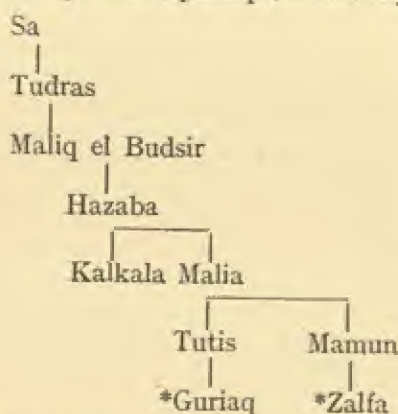 Sa
Tudras
Maliq el Budsir
Hazaba
Kalkala Malia
Tutis Mamun
*Guriaq *Zalfa